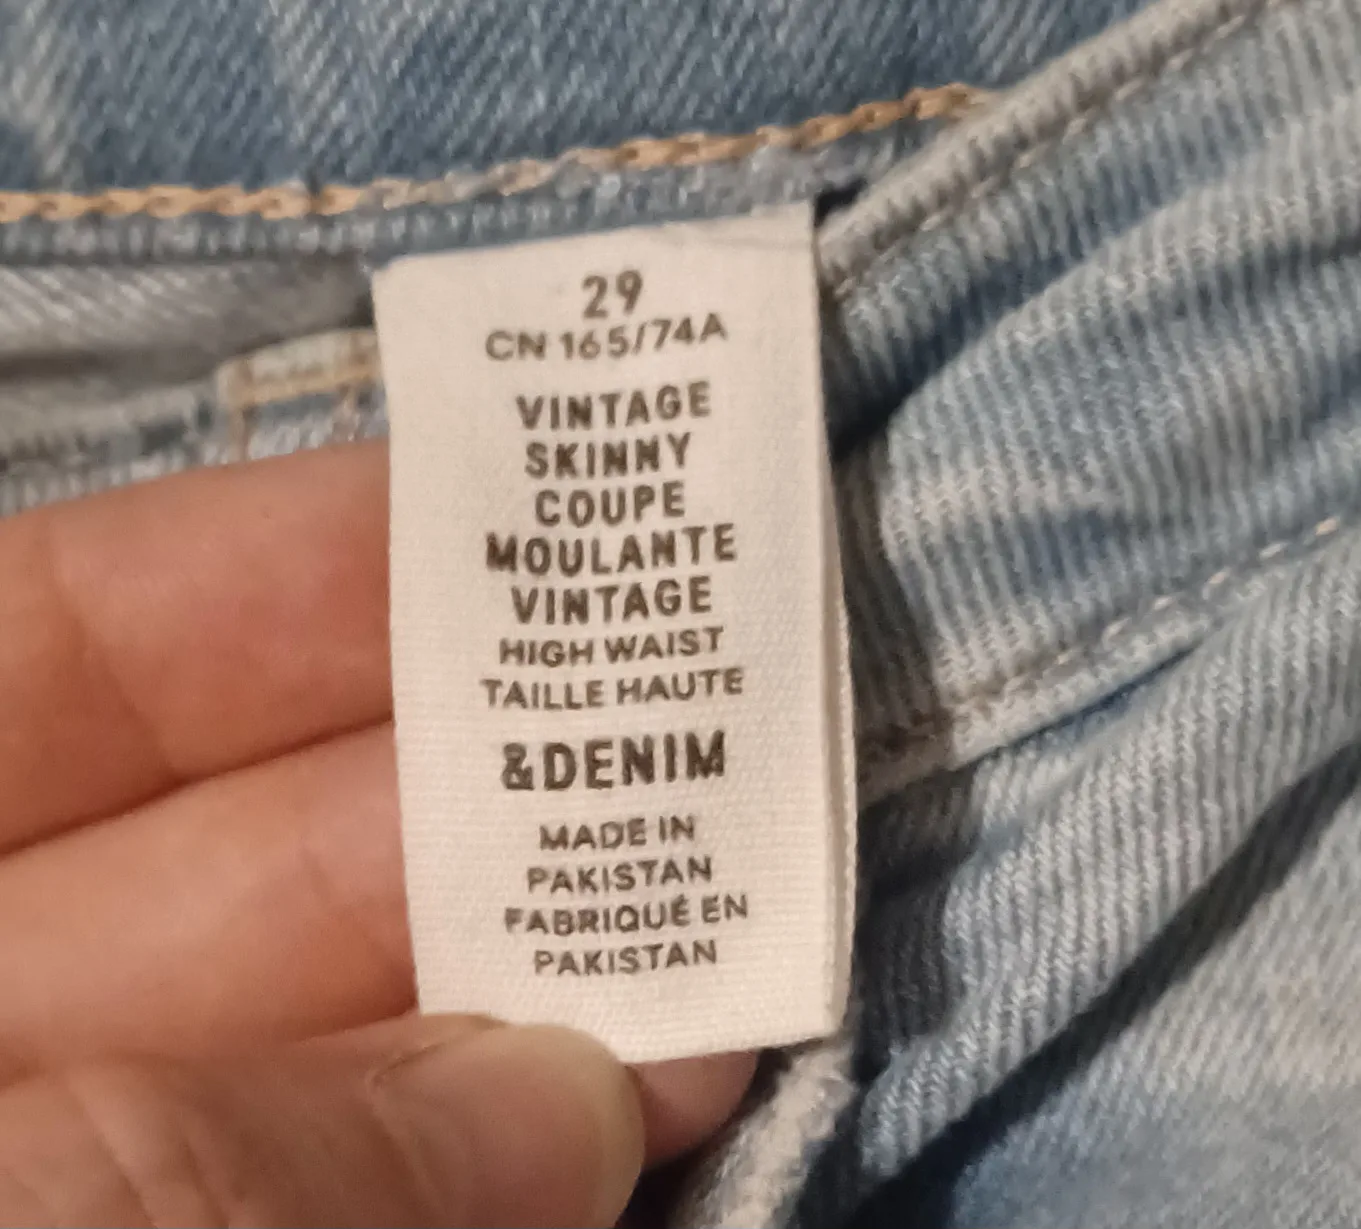 29
CN 165/74A
VINTAGE
SKINNY
COUPE
MOULANTE
VINTAGE
HIGH WAIST
TAILLE HAUTE
&DENIM
MADE IN
PAKISTAN
FABRIQUÉ EN
PAKISTAN